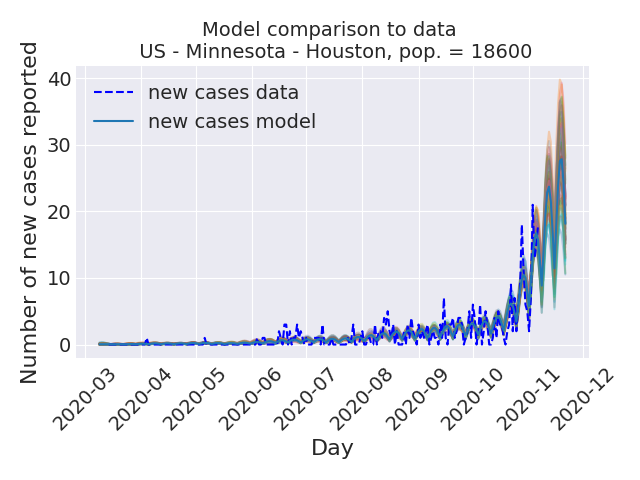 Model comparison to data
US - Minnesota - Houston, pop. = 18600
Number of new cases reported
40
30
20
10
0
new cases data
new cases model
2020-03
2020-04
2020-05
2020-06
2020-07
2020-08
2020-09
2020-10
2020-11
2020-12
Day